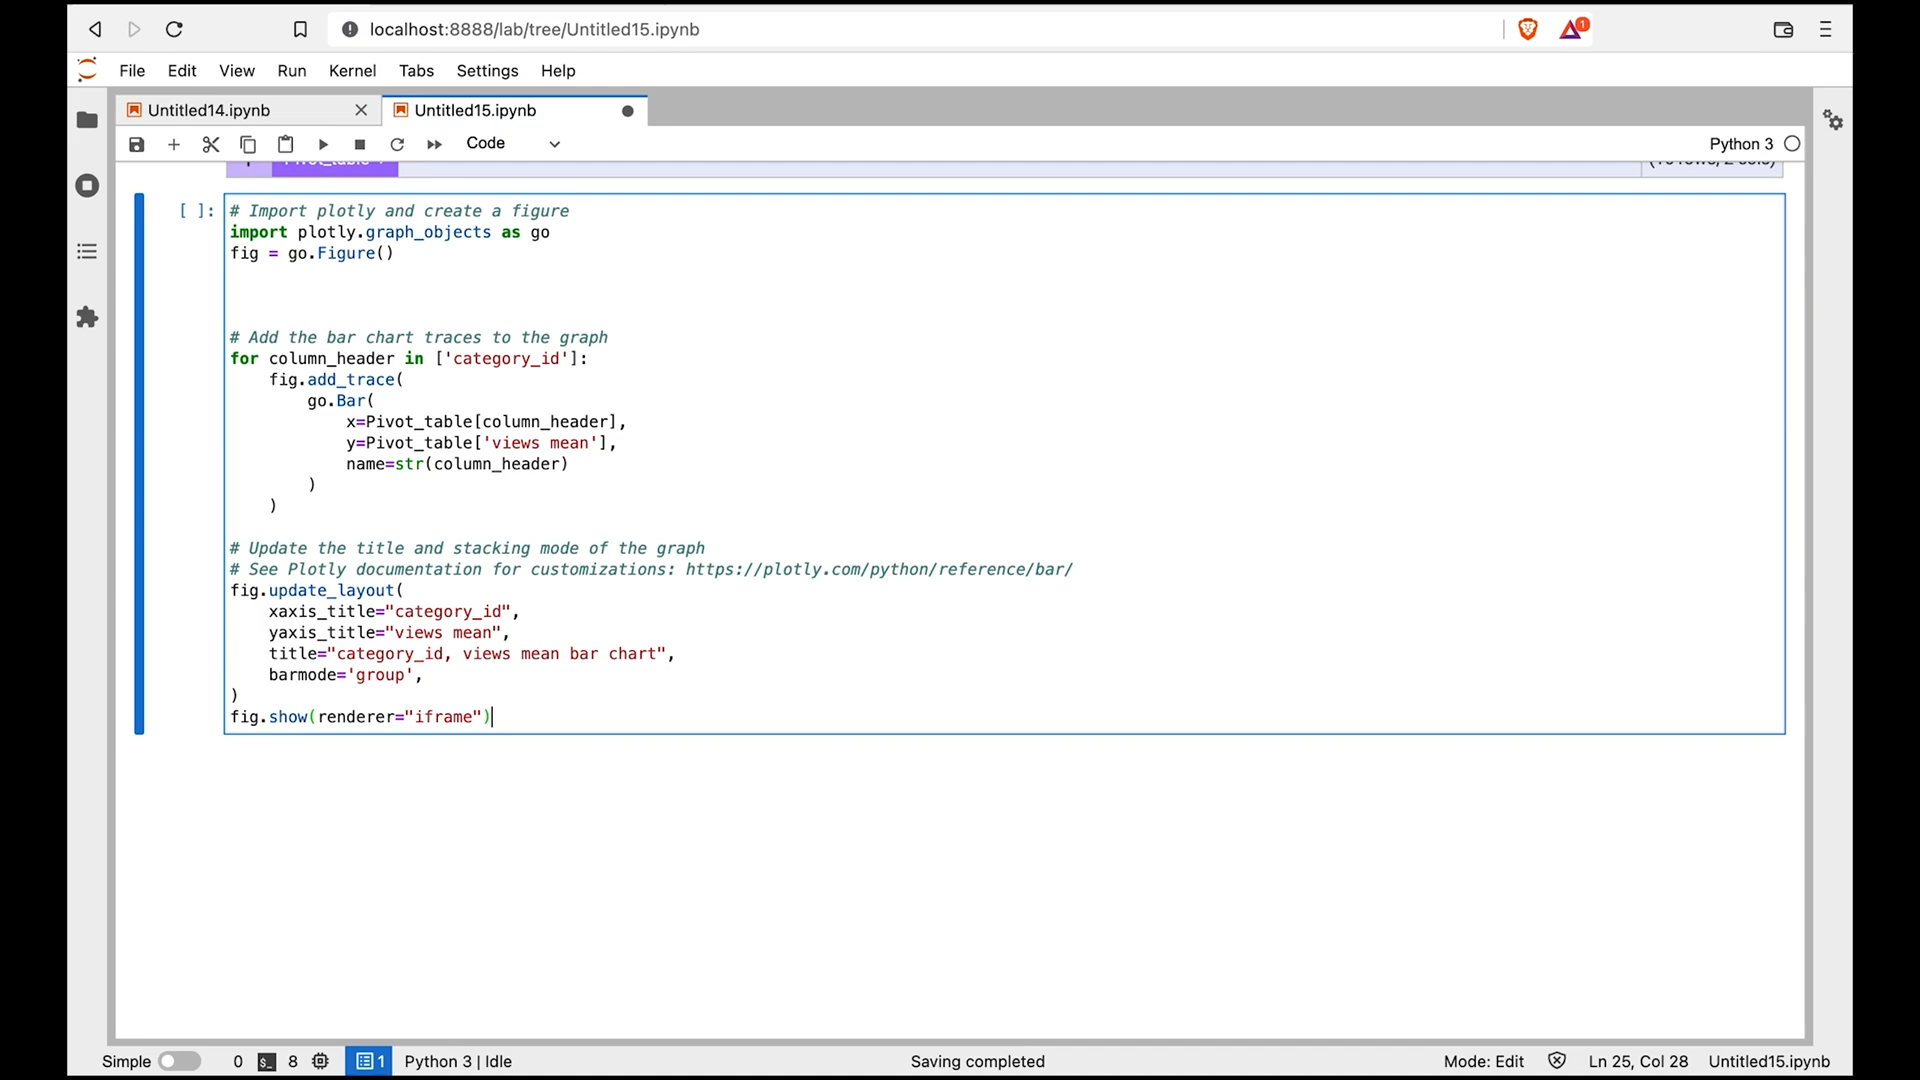 localhost:8888/lab/tree/Untitled15.ipynb
1
File Edit View Run Kernel Tabs Settings Help
Untitled14.ipynb
Untitled15.ipynb
Code
Python 3
[ ]:
# Import plotly and create a figure
import plotly.graph_objects as go
fig = go.Figure()
# Add the bar chart traces to the graph
for column_header in ['category_id']:
    fig.add_trace(
        go.Bar(
            x=Pivot_table[column_header],
            y=Pivot_table['views mean'],
            name=str(column_header)
        )
    )
# Update the title and stacking mode of the graph
# See Plotly documentation for customizations: https://plotly.com/python/reference/bar/
fig.update_layout(
    xaxis_title="category_id",
    yaxis_title="views mean",
    title="category_id, views mean bar chart",
    barmode='group',
)
fig.show(renderer="iframe")
Simple 0 $_ 8 1 Python 3 | Idle Saving completed Mode: Edit Ln 25, Col 28 Untitled15.ipynb